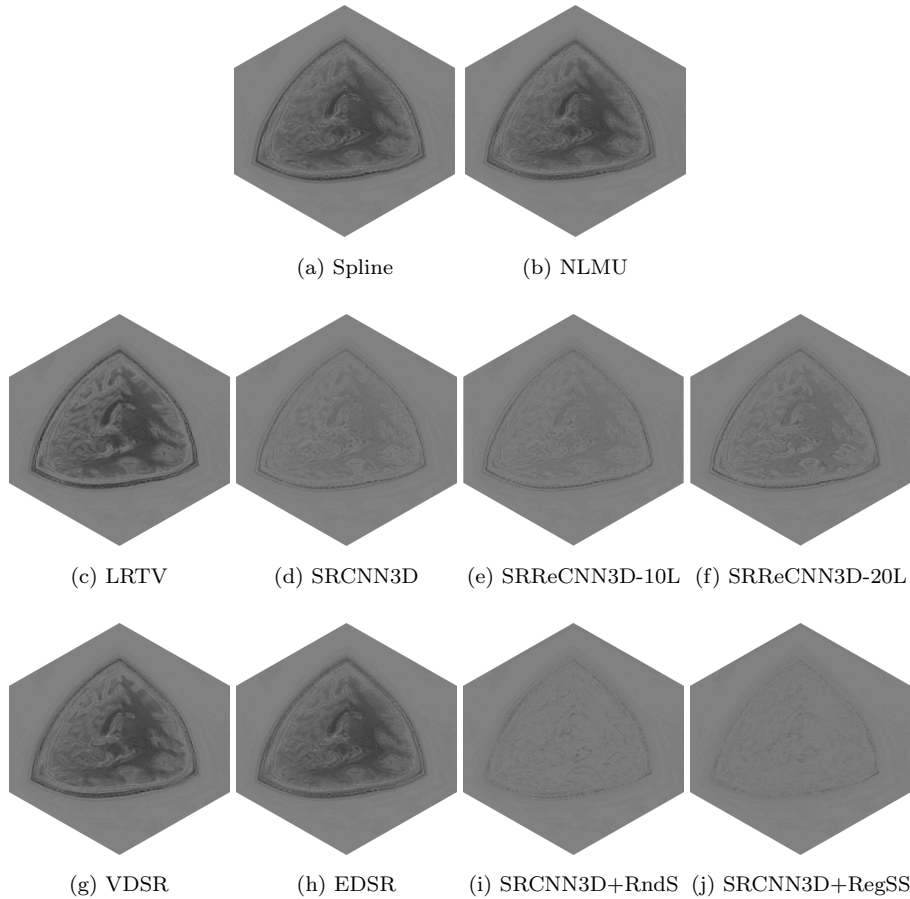 (a) Spline
(b) NLMU
(c) LRTV
(d) SRCNN3D
(e) SRReCNN3D-10L
(f) SRReCNN3D-20L
(g) VDSR
(h) EDSR
(i) SRCNN3D+RndS
(j) SRCNN3D+RegSS